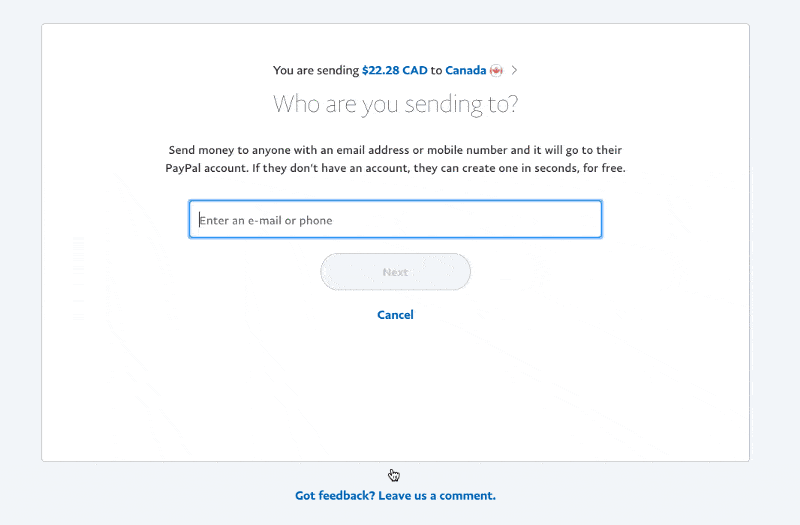 You are sending $22.28 CAD to Canada
Who are you sending to?
Send money to anyone with an email address or mobile number and it will go to their
PayPal account. If they don't have an account, they can create one in seconds, for free.
Enter an e-mail or phone
Next
Cancel
Got feedback? Leave us a comment.